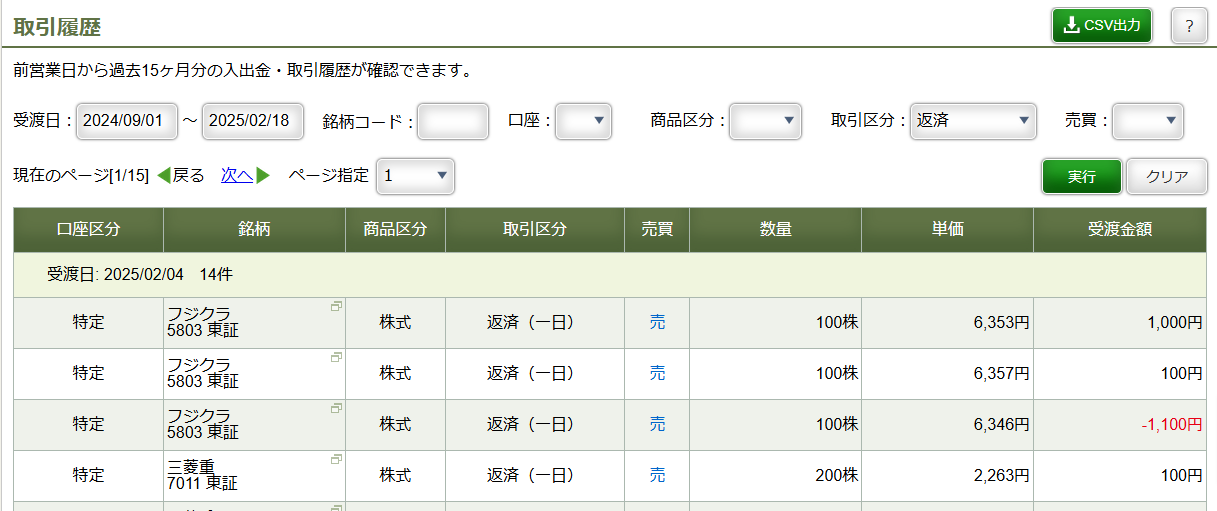 取引履歴 CSV出力 ?
前営業日から過去15ヶ月分の入出金・取引履歴が確認できます。
受渡日： 2024/09/01 ～ 2025/02/18 銘柄コード： 口座： 商品区分： 取引区分： 返済 売買：
現在のページ[1/15] 戻る 次へ ページ指定 1 実行 クリア
口座区分 銘柄 商品区分 取引区分 売買 数量 単価 受渡金額
受渡日: 2025/02/04 14件
特定 フジクラ 株式 返済（一日） 売 100株 6,353円 1,000円
5803 東証
特定 フジクラ 株式 返済（一日） 売 100株 6,357円 100円
5803 東証
特定 フジクラ 株式 返済（一日） 売 100株 6,346円 -1,100円
5803 東証
特定 三菱重 株式 返済（一日） 売 200株 2,263円 100円
7011 東証